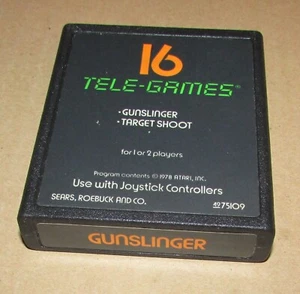 16
TELE-GAMES®
·GUNSLINGER
·TARGET SHOOT
for 1 or 2 players
Program contents © 1978 ATARI, INC.
Use with Joystick Controllers
SEARS, ROEBUCK AND CO.
4975109
GUNSLINGER